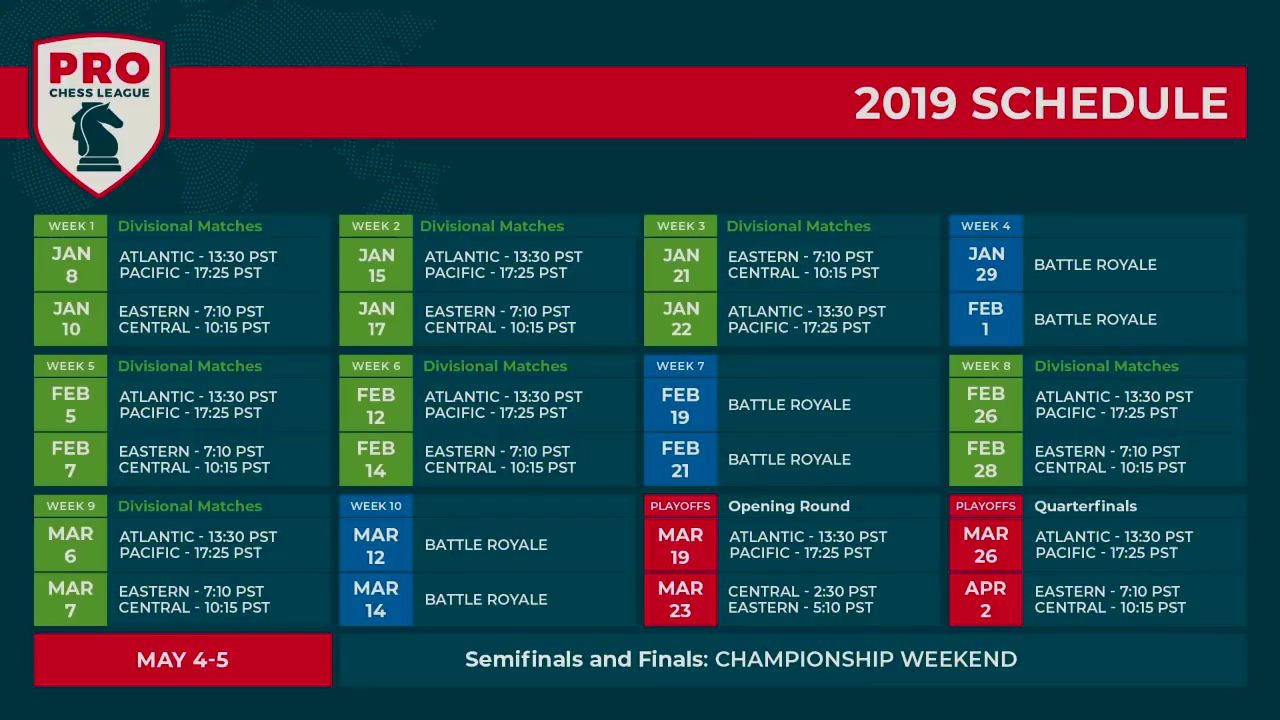 PRO
CHESS LEAGUE
2019 SCHEDULE
WEEK 1
Divisional Matches
JAN
8
ATLANTIC - 13:30 PST
PACIFIC - 17:25 PST
JAN
10
EASTERN - 7:10 PST
CENTRAL - 10:15 PST
WEEK 2
Divisional Matches
JAN
15
ATLANTIC - 13:30 PST
PACIFIC - 17:25 PST
JAN
17
EASTERN - 7:10 PST
CENTRAL - 10:15 PST
WEEK 3
Divisional Matches
JAN
21
EASTERN - 7:10 PST
CENTRAL - 10:15 PST
JAN
22
ATLANTIC - 13:30 PST
PACIFIC - 17:25 PST
WEEK 4
JAN
29
BATTLE ROYALE
FEB
1
BATTLE ROYALE
WEEK 5
Divisional Matches
FEB
5
ATLANTIC - 13:30 PST
PACIFIC - 17:25 PST
FEB
7
EASTERN - 7:10 PST
CENTRAL - 10:15 PST
WEEK 6
Divisional Matches
FEB
12
ATLANTIC - 13:30 PST
PACIFIC - 17:25 PST
FEB
14
EASTERN - 7:10 PST
CENTRAL - 10:15 PST
WEEK 7
FEB
19
BATTLE ROYALE
FEB
21
BATTLE ROYALE
WEEK 8
Divisional Matches
FEB
26
ATLANTIC - 13:30 PST
PACIFIC - 17:25 PST
FEB
28
EASTERN - 7:10 PST
CENTRAL - 10:15 PST
WEEK 9
Divisional Matches
MAR
6
ATLANTIC - 13:30 PST
PACIFIC - 17:25 PST
MAR
7
EASTERN - 7:10 PST
CENTRAL - 10:15 PST
WEEK 10
MAR
12
BATTLE ROYALE
MAR
14
BATTLE ROYALE
PLAYOFFS
Opening Round
MAR
19
ATLANTIC - 13:30 PST
PACIFIC - 17:25 PST
MAR
23
CENTRAL - 2:30 PST
EASTERN - 5:10 PST
PLAYOFFS
Quarterfinals
MAR
26
ATLANTIC - 13:30 PST
PACIFIC - 17:25 PST
APR
2
EASTERN - 7:10 PST
CENTRAL - 10:15 PST
MAY 4-5
Semifinals and Finals: CHAMPIONSHIP WEEKEND